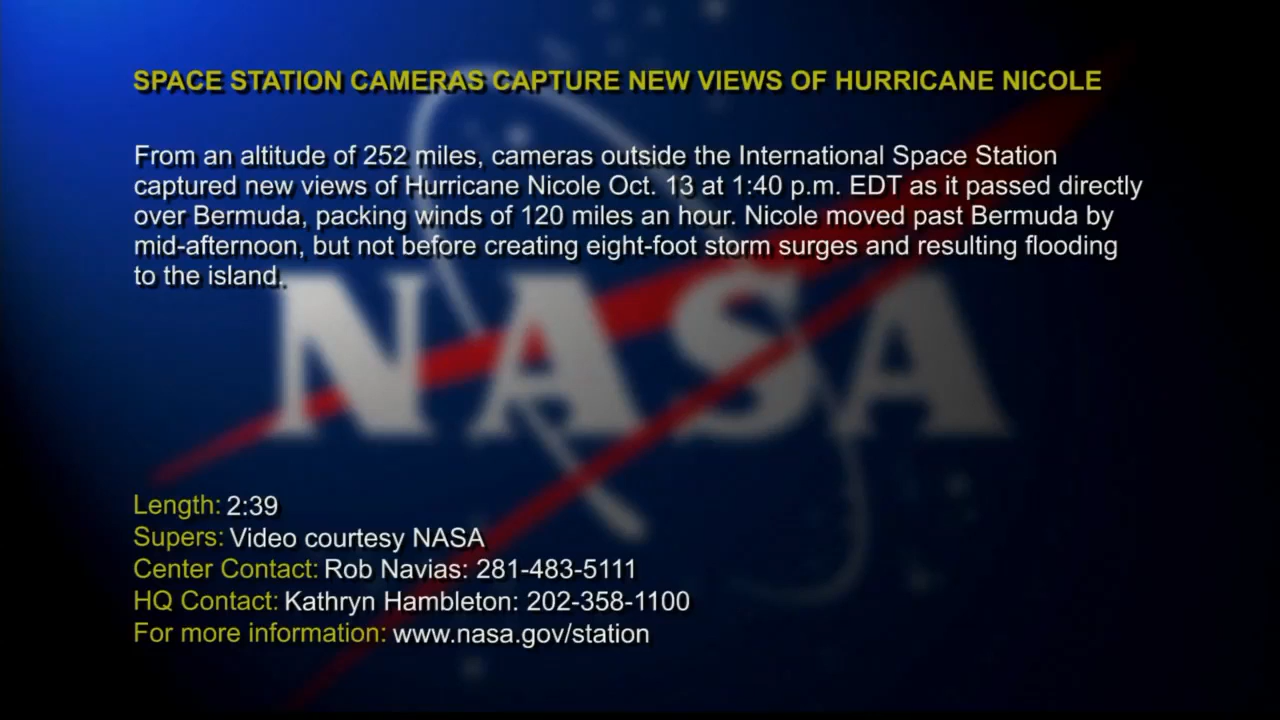 SPACE STATION CAMERAS CAPTURE NEW VIEWS OF HURRICANE NICOLE
From an altitude of 252 miles, cameras outside the International Space Station
captured new views of Hurricane Nicole Oct. 13 at 1:40 p.m. EDT as it passed directly
over Bermuda, packing winds of 120 miles an hour. Nicole moved past Bermuda by
mid-afternoon, but not before creating eight-foot storm surges and resulting flooding
to the island.
NASA
Length: 2:39
Supers: Video courtesy NASA
Center Contact: Rob Navias: 281-483-5111
HQ Contact: Kathryn Hambleton: 202-358-1100
For more information: www.nasa.gov/station